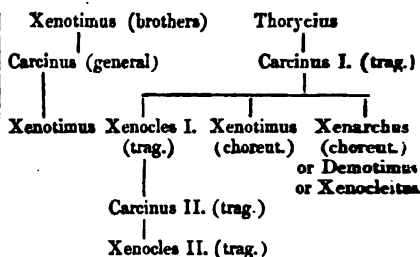 Xenotimus (brothers) Thorycius
Carcinus (general) Carcinus I. (trag.)
Xenotimus Xenocles I. Xenotimus Xenarchus
(trag.) (choreut.) (choreut.)
or Demotimus
or Xenocleitus
Carcinus II. (trag.)
Xenocles II. (trag.)